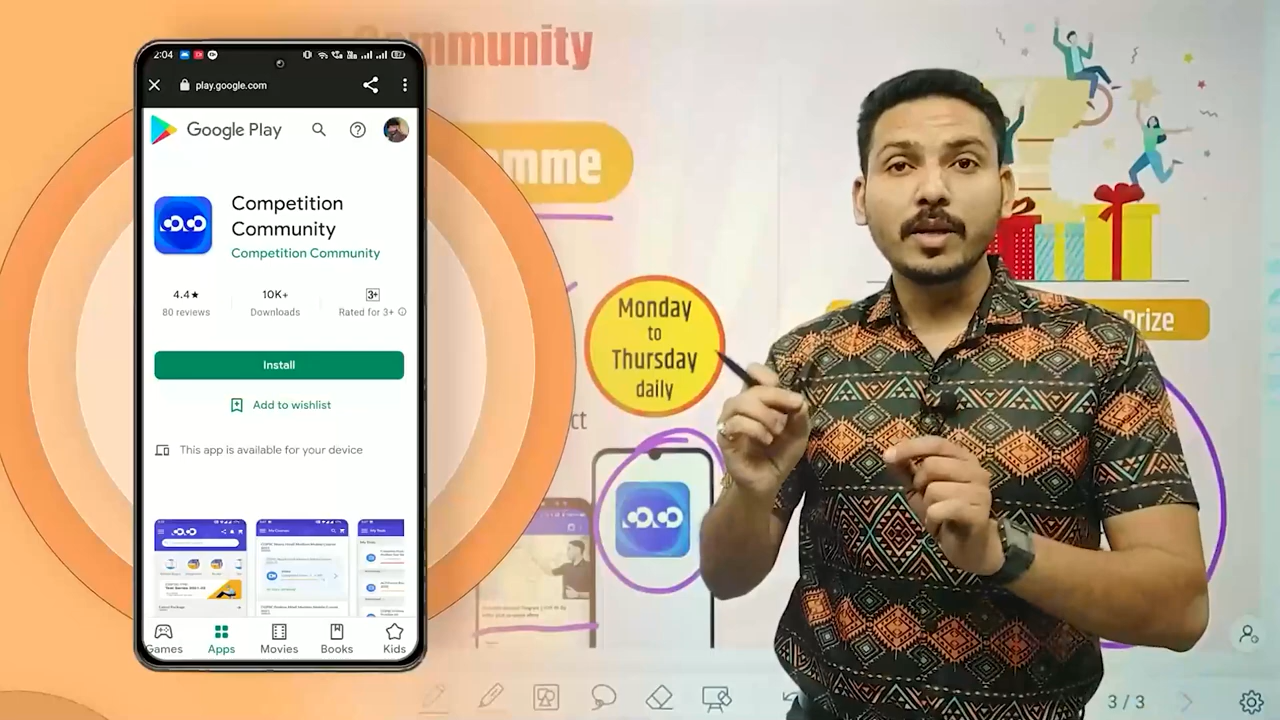 2:04
play.google.com
Google Play
Competition
Community
Competition Community
4.4★
80 reviews
10K+
Downloads
3+
Rated for 3+
Install
Add to wishlist
This app is available for your device
Games
Apps
Movies
Books
Kids
Community
mme
Monday
to
Thursday
daily
ct
Prize
3 / 3